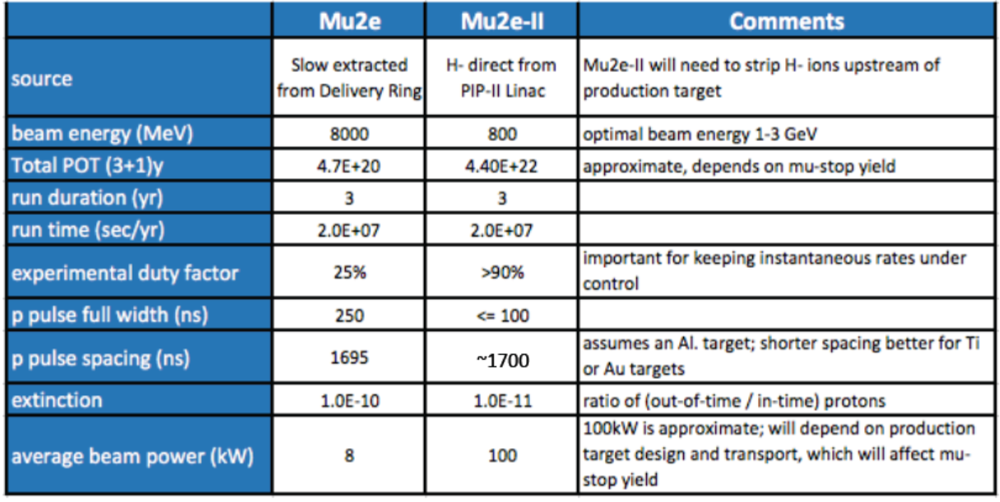 Mu2e Mu2e-II Comments
source
Slow extracted
from Delivery Ring
H- direct from
PIP-II Linac
Mu2e-II will need to strip H- ions upstream of
production target
beam energy (MeV) 8000 800 optimal beam energy 1-3 GeV
Total POT (3+1)y 4.7E+20 4.40E+22 approximate, depends on mu-stop yield
run duration (yr) 3 3
run time (sec/yr) 2.0E+07 2.0E+07
experimental duty factor 25% >90%
important for keeping instantaneous rates under
control
p pulse full width (ns) 250 <= 100
p pulse spacing (ns) 1695 ~1700
assumes an Al. target; shorter spacing better for Ti
or Au targets
extinction 1.0E-10 1.0E-11 ratio of (out-of-time / in-time) protons
average beam power (kW) 8 100
100kW is approximate; will depend on production
target design and transport, which will affect mu-
stop yield